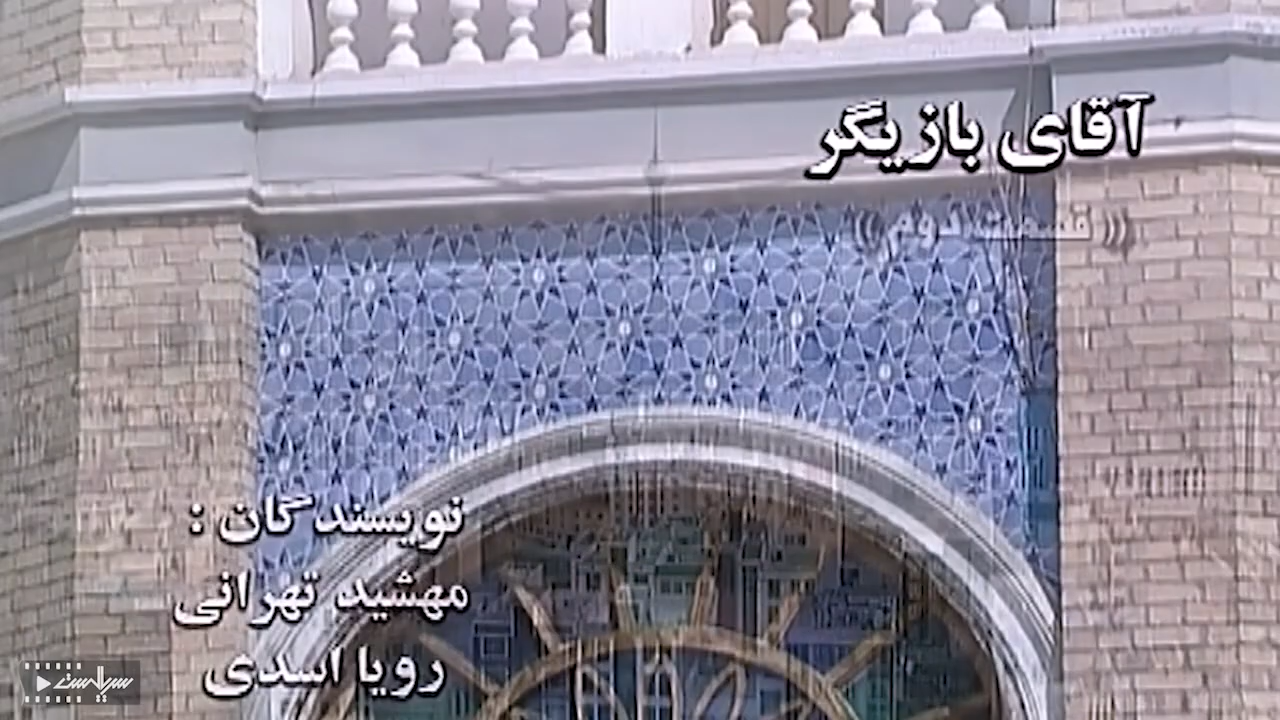 آقای بازیگر
«قسمت دوم»
نویسندگان :
مهشید تهرانی
رویا اسدی